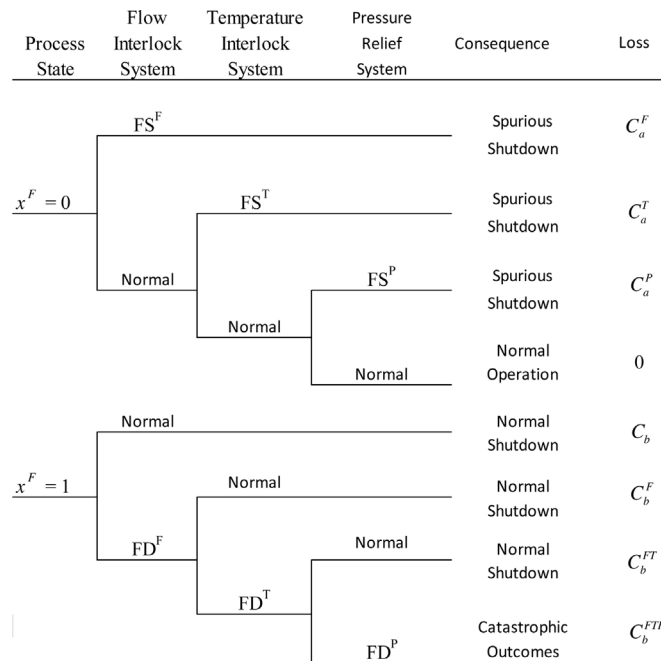 Process
State
Flow
Interlock
System
Temperature
Interlock
System
Pressure
Relief
System
Consequence
Loss
x^F = 0
FS^F
Spurious
Shutdown
C_a^F
FS^T
Spurious
Shutdown
C_a^T
Normal
FS^P
Spurious
Shutdown
C_a^P
Normal
Normal
Normal
Operation
0
x^F = 1
Normal
Normal
Shutdown
C_b
Normal
Normal
Shutdown
C_b^F
FD^F
Normal
Normal
Shutdown
C_b^FT
FD^T
FD^P
Catastrophic
Outcomes
C_b^FTP